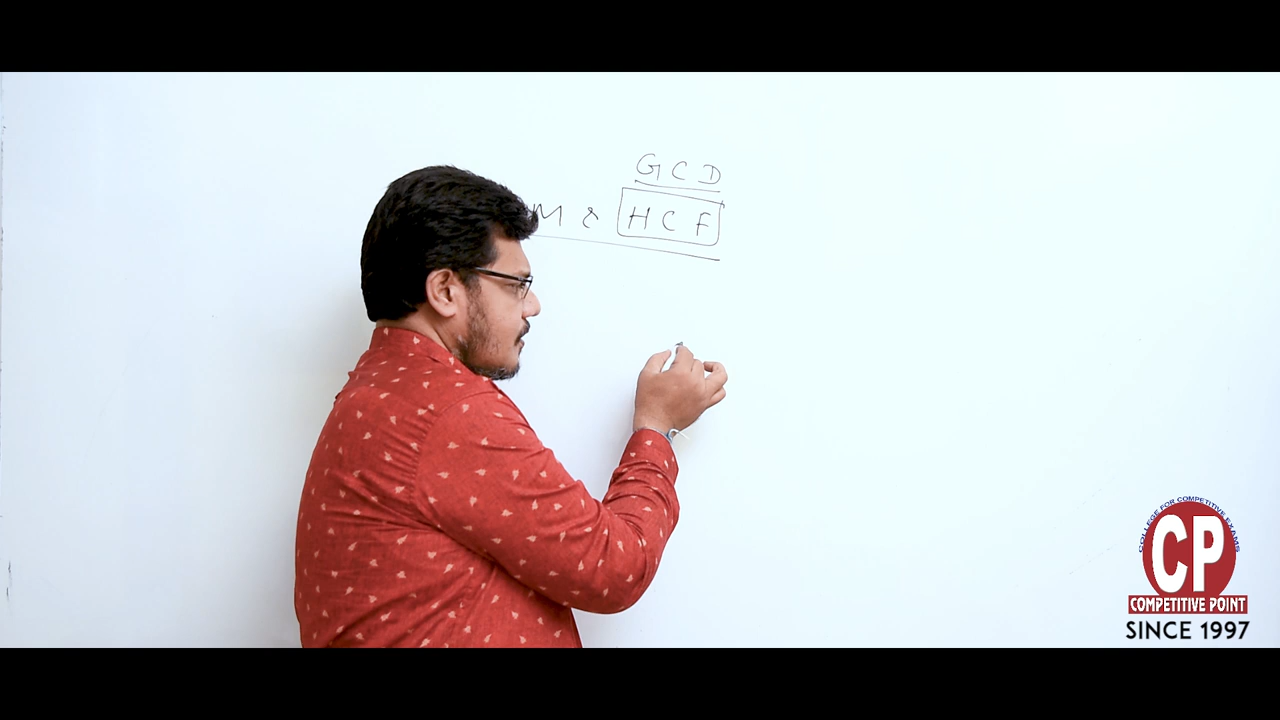 GCD
M & HCF
COLLEGE FOR COMPETITIVE EXAMS
CP
COMPETITIVE POINT
SINCE 1997